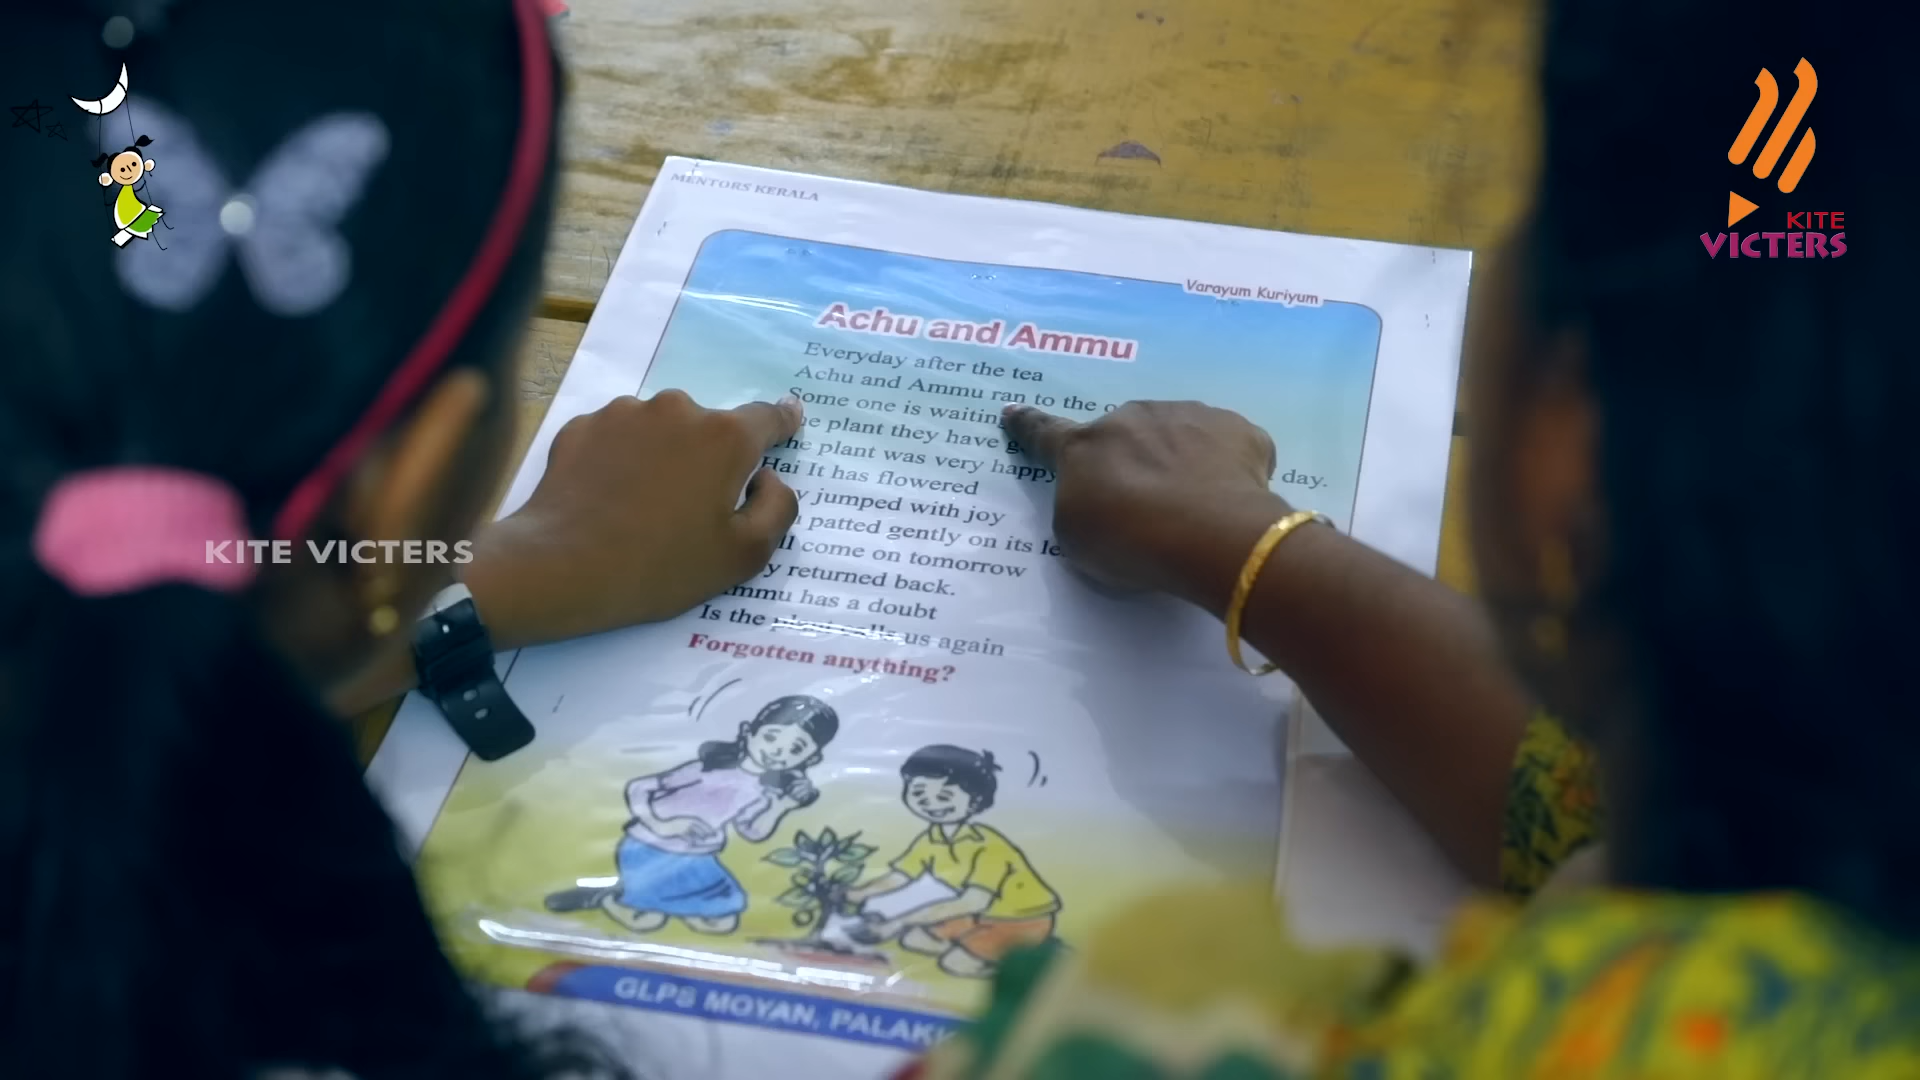 KITE
VICTERS
MENTORS KERALA
Varayum Kuriyum
Achu and Ammu
Everyday after the tea
Achu and Ammu ran to the
Some one is waiting
plant they have
The plant was very happy day.
Hai It has flowered
jumped with joy
patted gently on its
come on tomorrow
returned back.
Ammu has a doubt
Is the us again
Forgotten anything?
KITE VICTERS
GLPS MOYAN,